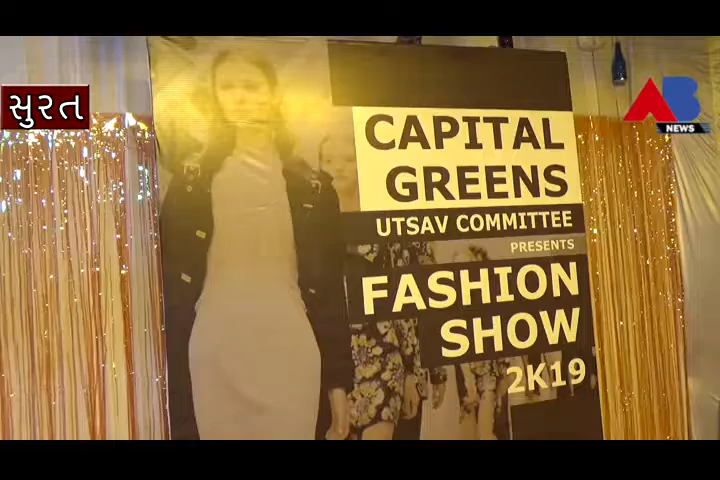 સુરત
AB
NEWS
CAPITAL
GREENS
UTSAV COMMITTEE
PRESENTS
FASHION
SHOW
2K19